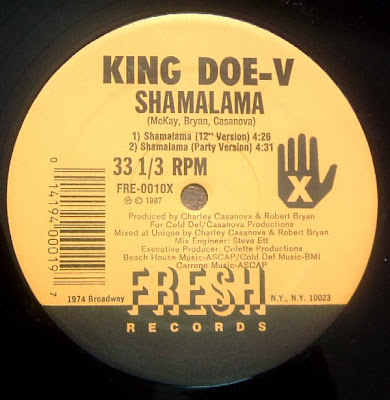 KING DOE-V
SHAMALAMA
(McKay, Bryan, Casanova)
1) Shamalama (12" Version) 4:26
2) Shamalama (Party Version) 4:31
33 1/3 RPM
FRE-0010X
℗ © 1987
X
0 14194-00019 7
Produced by Charley Casanova & Robert Bryan
For Cold Def/Casanova Productions
Mixed at Unique by Charley Casanova & Robert Bryan
Mix Engineer: Steve Ett
Executive Producer: Colette Productions
Beach House Music-ASCAP/Cold Def Music-BMI
Carrone Music-ASCAP
1974 Broadway
FRESH
N.Y., N.Y. 10023
RECORDS